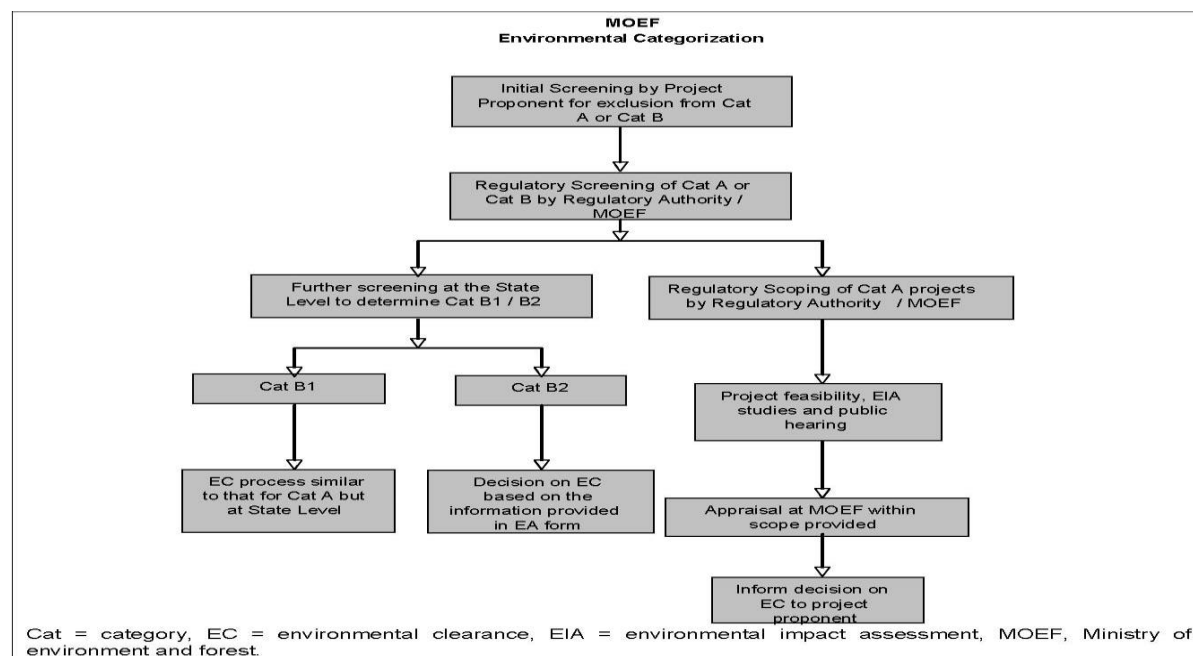 MOEF
Environmental Categorization
Initial Screening by Project
Proponent for exclusion from Cat
A or Cat B
Regulatory Screening of Cat A or
Cat B by Regulatory Authority /
MOEF
Further screening at the State
Level to determine Cat B1 / B2
Regulatory Scoping of Cat A projects
by Regulatory Authority / MOEF
Cat B1
Cat B2
Project feasibility, EIA
studies and public
hearing
EC process similar
to that for Cat A but
at State Level
Decision on EC
based on the
information provided
in EA form
Appraisal at MOEF within
scope provided
Inform decision on
EC to project
proponent
Cat = category, EC = environmental clearance, EIA = environmental impact assessment, MOEF, Ministry of
environment and forest.